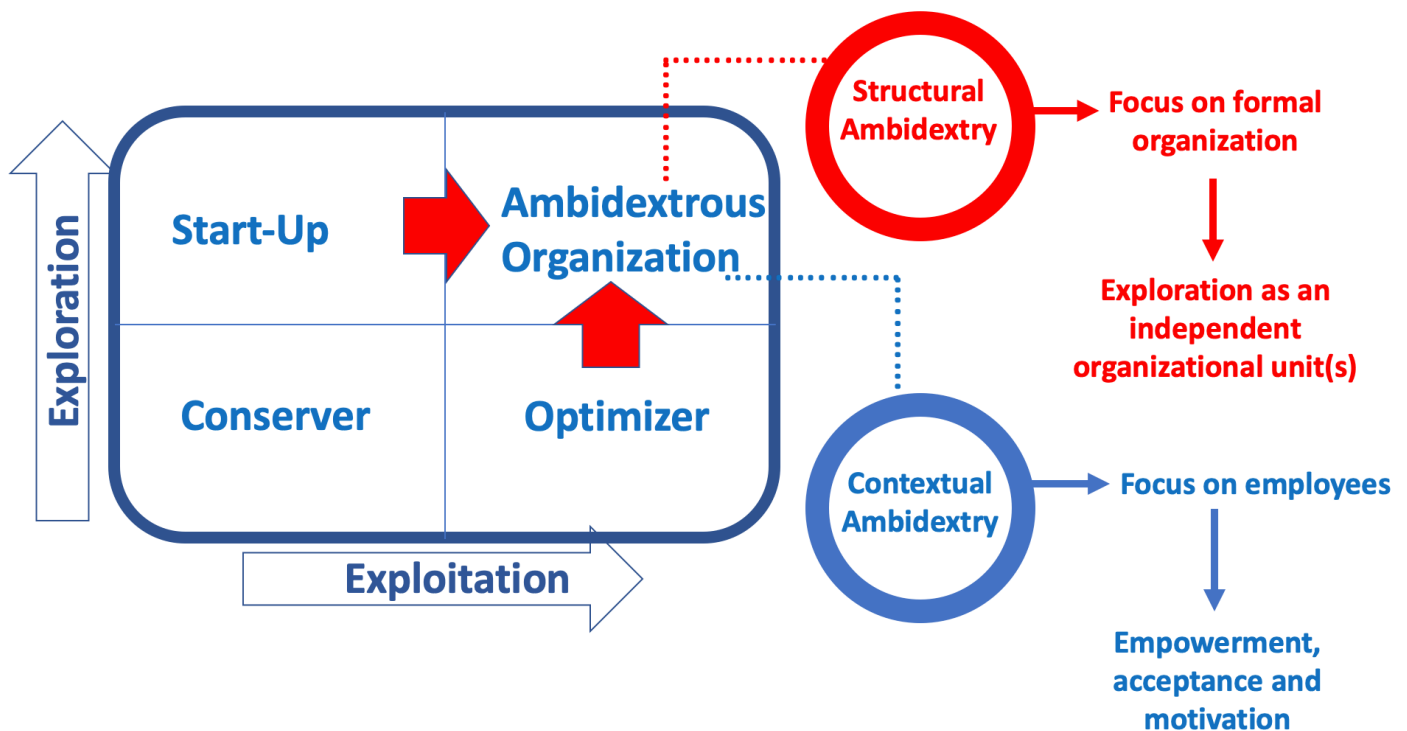 Exploration
Start-Up
Ambidextrous
Organization
Conserver
Optimizer
Exploitation
Structural
Ambidextry
Focus on formal
organization
Exploration as an
independent
organizational unit(s)
Contextual
Ambidextry
Focus on employees
Empowerment,
acceptance and
motivation